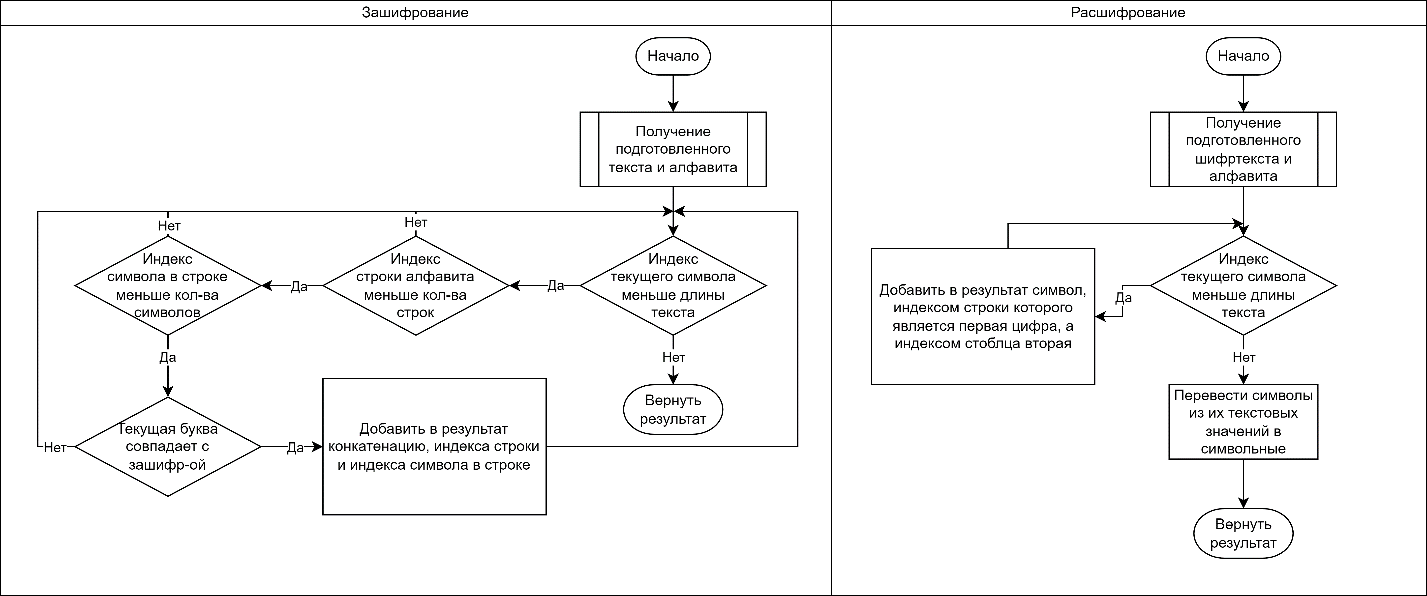 Зашифрование
Начало
Получение
подготовленного
текста и алфавита
Индекс
текущего символа
меньше длины
текста
Да
Индекс
строки алфавита
меньше кол-ва
строк
Нет
Да
Индекс
символа в строке
меньше кол-ва
символов
Нет
Да
Текущая буква
совпадает с
зашифр-ой
Нет
Да
Добавить в результат
конкатенацию, индекса строки
и индекса символа в строке
Нет
Вернуть
результат
Расшифрование
Начало
Получение
подготовленного
шифртекста и
алфавита
Индекс
текущего символа
меньше длины
текста
Да
Добавить в результат символ,
индексом строки которого
является первая цифра, а
индексом стоблца вторая
Нет
Перевести символы
из их текстовых
значений в
символьные
Вернуть
результат